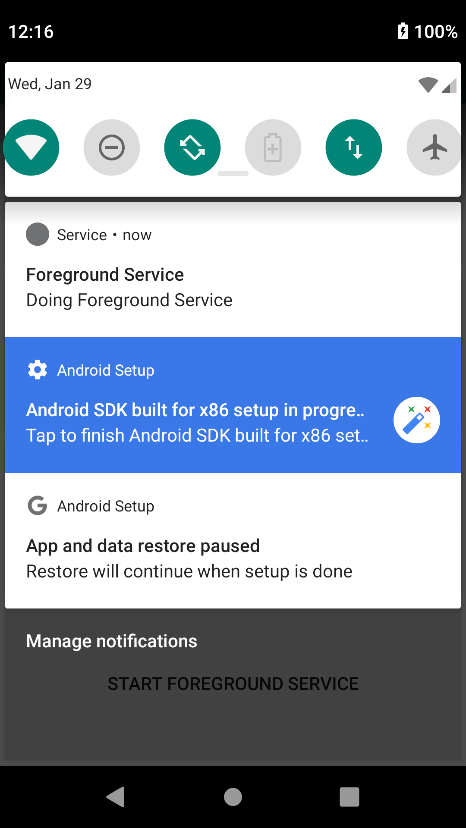 12:16
100%
Wed, Jan 29
Service • now
Foreground Service
Doing Foreground Service
Android Setup
Android SDK built for x86 setup in progre..
Tap to finish Android SDK built for x86 set..
Android Setup
App and data restore paused
Restore will continue when setup is done
Manage notifications
START FOREGROUND SERVICE